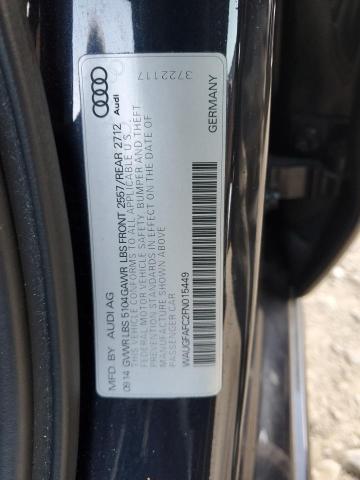 3722117
Audi
GERMANY
MFD BY AUDI AG
09.14 GVWR LBS 5104 GAWR LBS FRONT 2557/REAR 2712
THIS VEHICLE CONFORMS TO ALL APPLICABLE U.S.
FEDERAL MOTOR VEHICLE SAFETY, BUMPER AND THEFT
PREVENTION STANDARDS IN EFFECT ON THE DATE OF
MANUFACTURE SHOWN ABOVE.
PASSENGER CAR
WAUGFAFC2FN015449